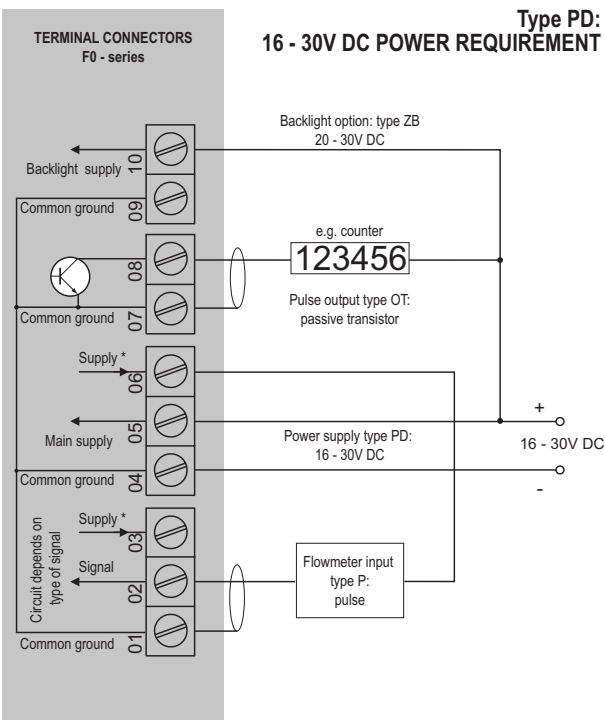 Type PD:
16 - 30V DC POWER REQUIREMENT
TERMINAL CONNECTORS
F0 - series
Backlight option: type ZB
20 - 30V DC
10
Backlight supply
09
Common ground
e.g. counter
123456
08
Pulse output type OT:
passive transistor
07
Common ground
Supply *
06
05
Main supply
Power supply type PD:
16 - 30V DC
+
16 - 30V DC
-
04
Common ground
Supply *
03
Circuit depends on
type of signal
Signal
02
Flowmeter input
type P:
pulse
01
Common ground